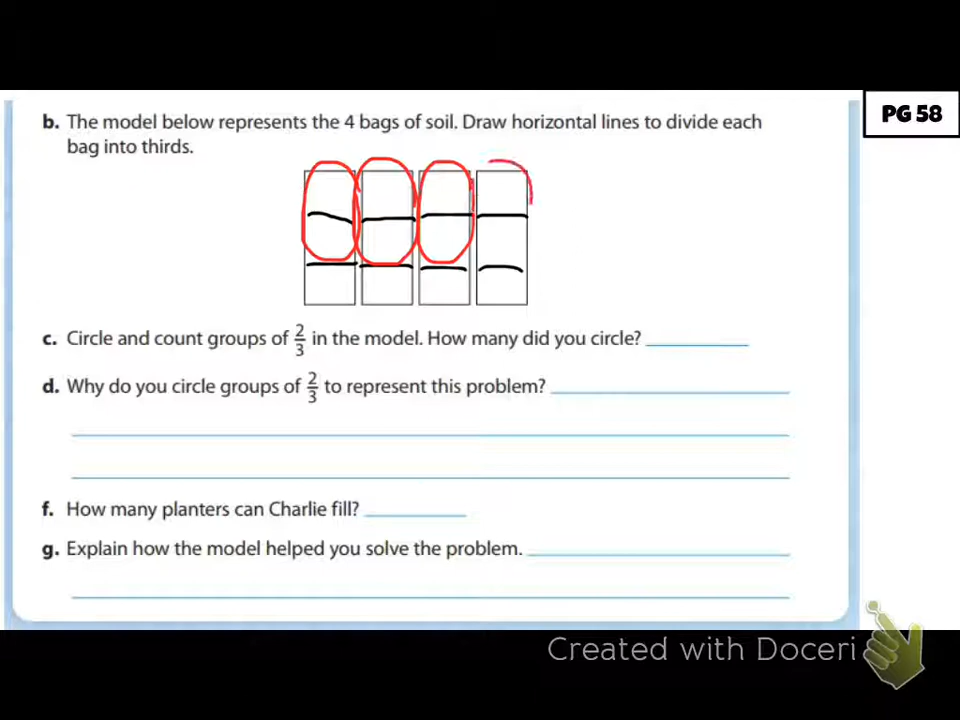 PG 58
b. The model below represents the 4 bags of soil. Draw horizontal lines to divide each
bag into thirds.
c. Circle and count groups of 2/3 in the model. How many did you circle?
d. Why do you circle groups of 2/3 to represent this problem?
f. How many planters can Charlie fill?
g. Explain how the model helped you solve the problem.
Created with Doceri